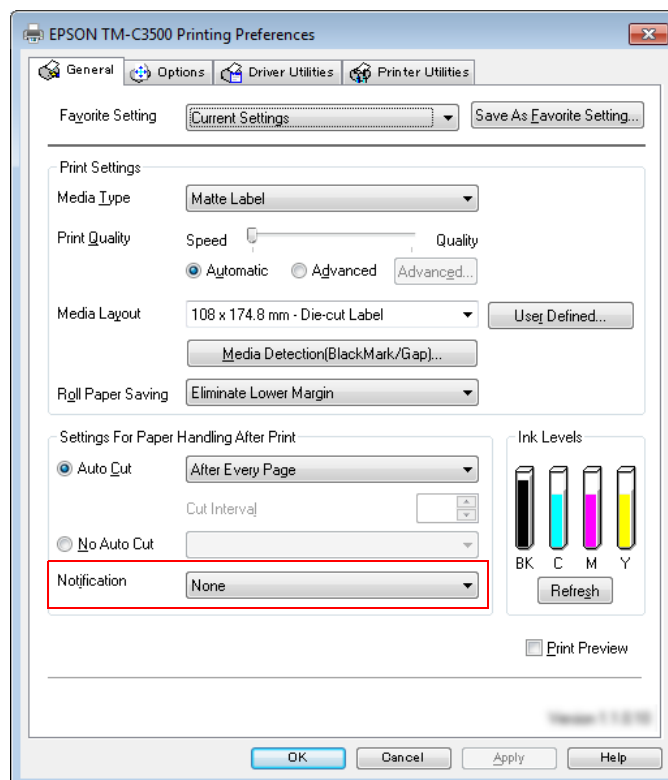 EPSON TM-C3500 Printing Preferences
General Options Driver Utilities Printer Utilities
Favorite Setting Current Settings Save As Favorite Setting...
Print Settings
Media Type Matte Label
Print Quality Speed Quality
Automatic Advanced Advanced...
Media Layout 108 x 174.8 mm - Die-cut Label User Defined...
Media Detection(BlackMark/Gap)...
Roll Paper Saving Eliminate Lower Margin
Settings For Paper Handling After Print
Auto Cut After Every Page
Cut Interval
No Auto Cut
Notification None
Ink Levels
BK C M Y
Refresh
Print Preview
OK Cancel Apply Help